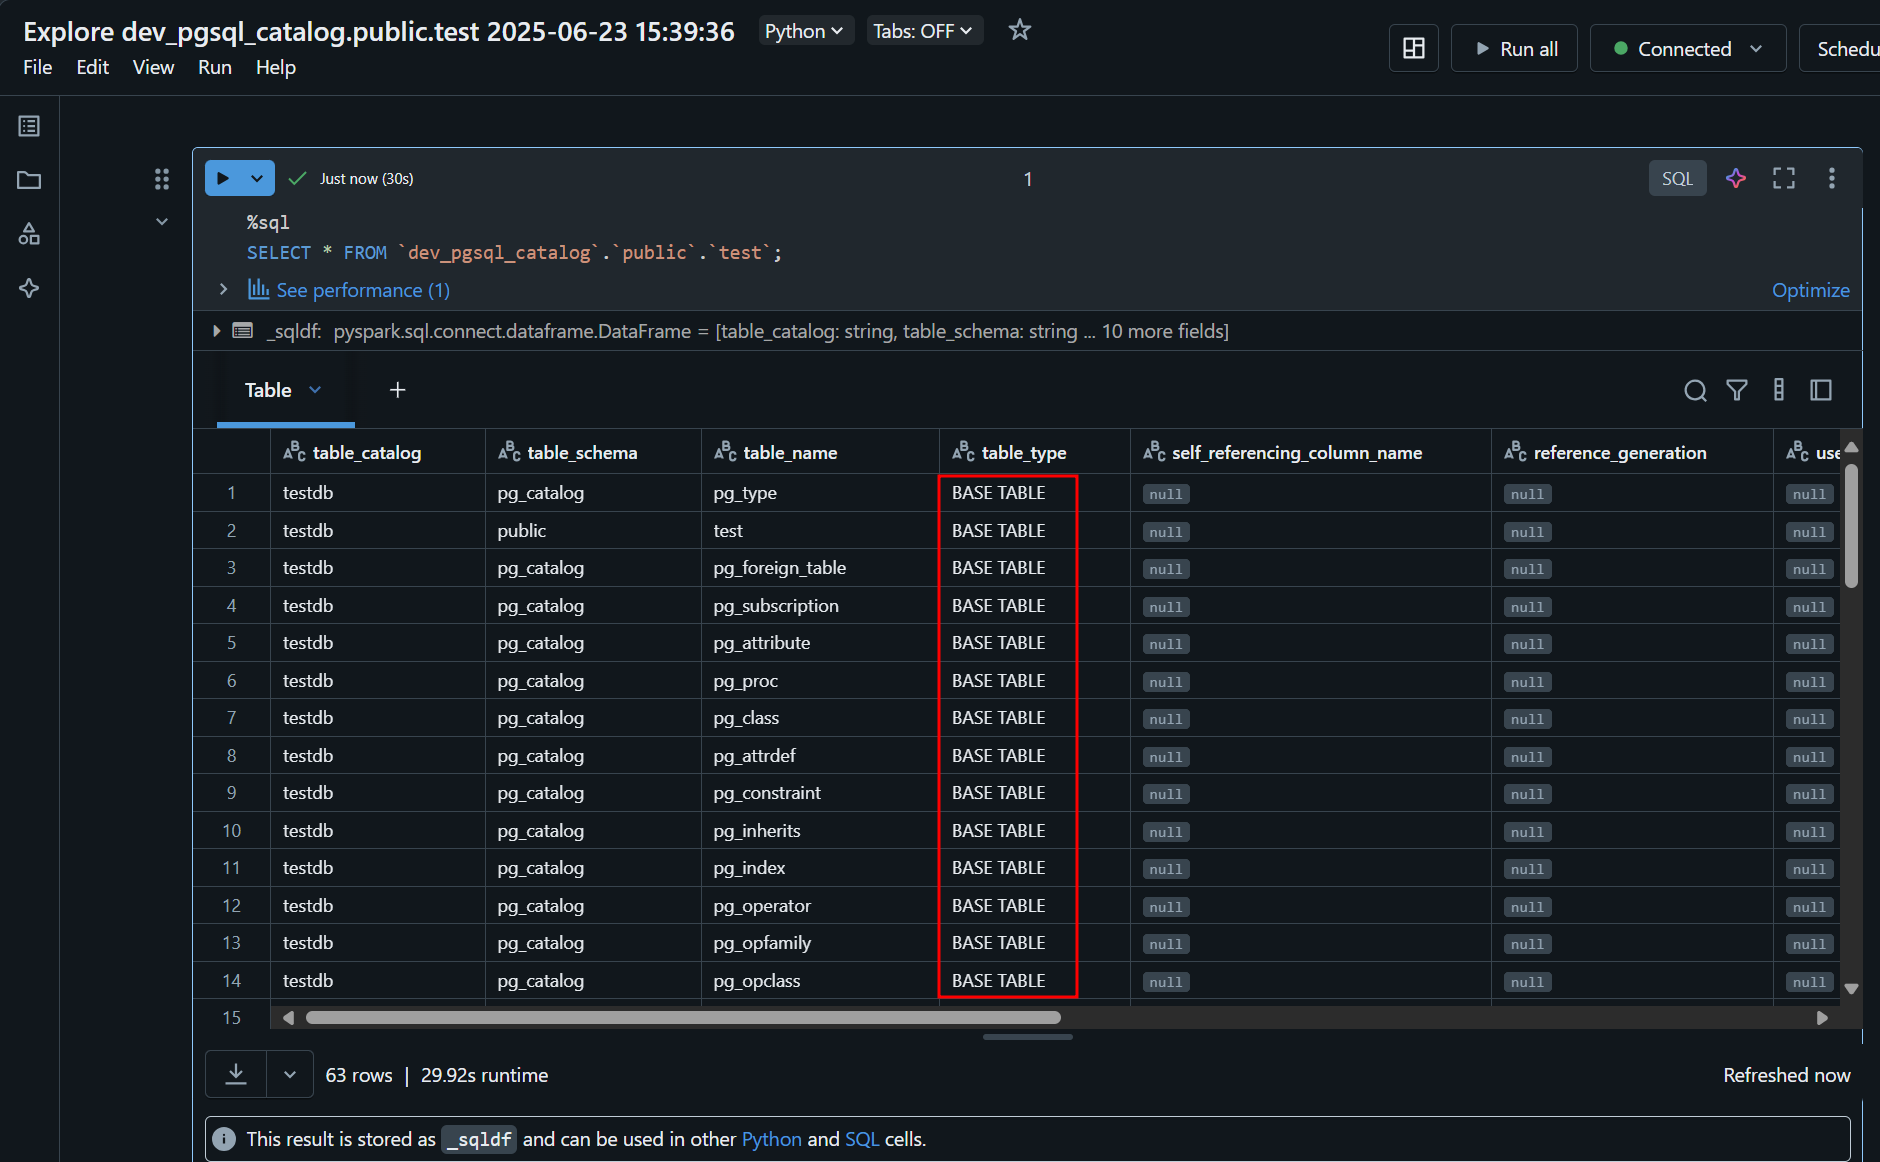 Explore dev_pgsql_catalog.public.test 2025-06-23 15:39:36 Python Tabs: OFF
File Edit View Run Help
Run all Connected Schedu
Just now (30s) 1 SQL
%sql
SELECT * FROM `dev_pgsql_catalog`.`public`.`test`;
See performance (1) Optimize
_sqldf: pyspark.sql.connect.dataframe.DataFrame = [table_catalog: string, table_schema: string ... 10 more fields]
Table +
table_catalog table_schema table_name table_type self_referencing_column_name reference_generation use
1 testdb pg_catalog pg_type BASE TABLE null null null
2 testdb public test BASE TABLE null null null
3 testdb pg_catalog pg_foreign_table BASE TABLE null null null
4 testdb pg_catalog pg_subscription BASE TABLE null null null
5 testdb pg_catalog pg_attribute BASE TABLE null null null
6 testdb pg_catalog pg_proc BASE TABLE null null null
7 testdb pg_catalog pg_class BASE TABLE null null null
8 testdb pg_catalog pg_attrdef BASE TABLE null null null
9 testdb pg_catalog pg_constraint BASE TABLE null null null
10 testdb pg_catalog pg_inherits BASE TABLE null null null
11 testdb pg_catalog pg_index BASE TABLE null null null
12 testdb pg_catalog pg_operator BASE TABLE null null null
13 testdb pg_catalog pg_opfamily BASE TABLE null null null
14 testdb pg_catalog pg_opclass BASE TABLE null null null
15
63 rows | 29.92s runtime Refreshed now
This result is stored as _sqldf and can be used in other Python and SQL cells.